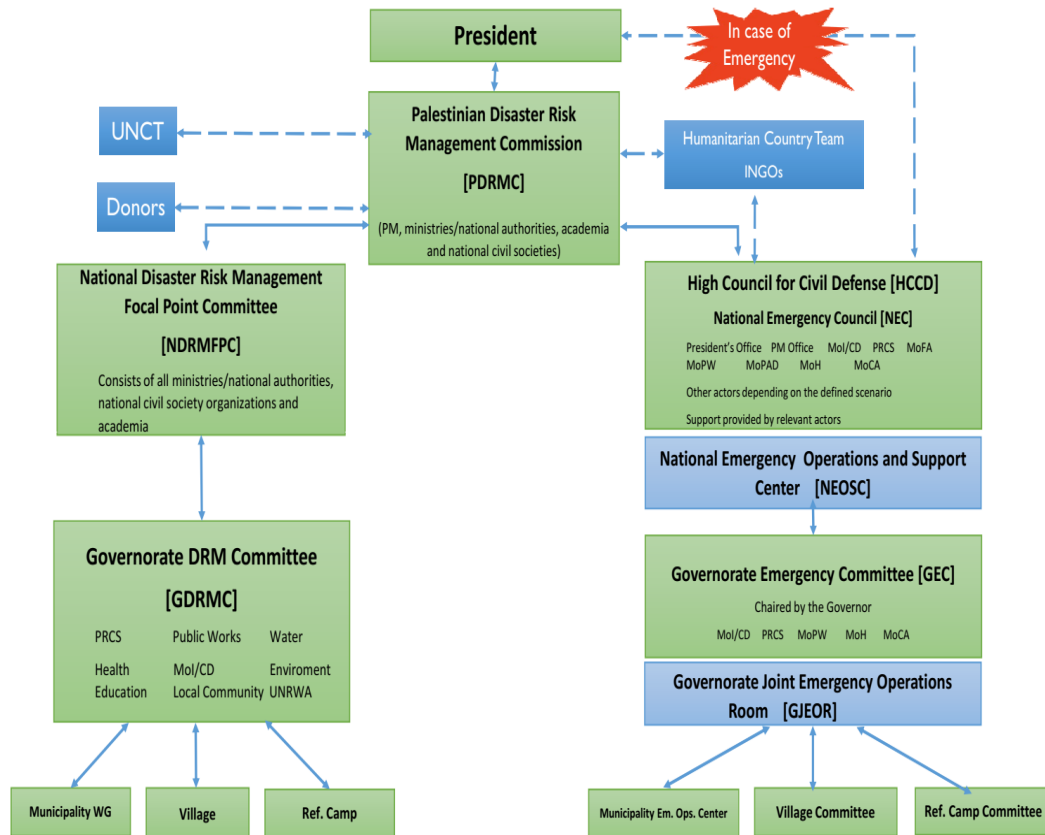 President
In case of
Emergency
Palestinian Disaster Risk
Management Commission
[PDRMC]
(PM, ministries/national authorities, academia
and national civil societies)
UNCT
Donors
Humanitarian Country Team
INGOs
National Disaster Risk Management
Focal Point Committee
[NDRMFPC]
Consists of all ministries/national authorities,
national civil society organizations and
academia
High Council for Civil Defense [HCCD]
National Emergency Council [NEC]
President's Office PM Office MoI/CD PRCS MoFA
MoPW MoPAD MoH MoCA
Other actors depending on the defined scenario
Support provided by relevant actors
National Emergency Operations and Support
Center [NEOSC]
Governorate DRM Committee
[GDRMC]
PRCS Public Works Water
Health MoI/CD Enviroment
Education Local Community UNRWA
Governorate Emergency Committee [GEC]
Chaired by the Governor
MoI/CD PRCS MoPW MoH MoCA
Governorate Joint Emergency Operations
Room [GJEOR]
Municipality WG
Village
Ref. Camp
Municipality Em. Ops. Center
Village Committee
Ref. Camp Committee